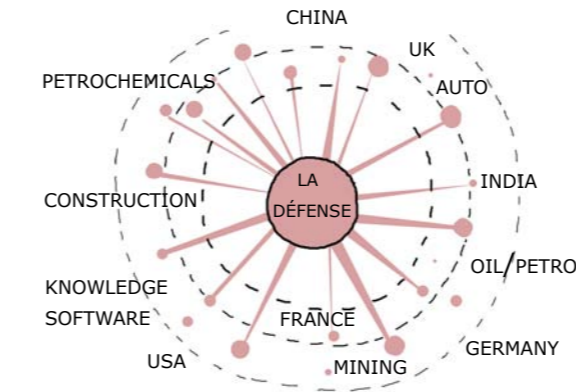 CHINA
UK
PETROCHEMICALS
AUTO
LA
DÉFENSE
INDIA
CONSTRUCTION
OIL/PETRO
KNOWLEDGE
SOFTWARE
FRANCE
GERMANY
USA
MINING